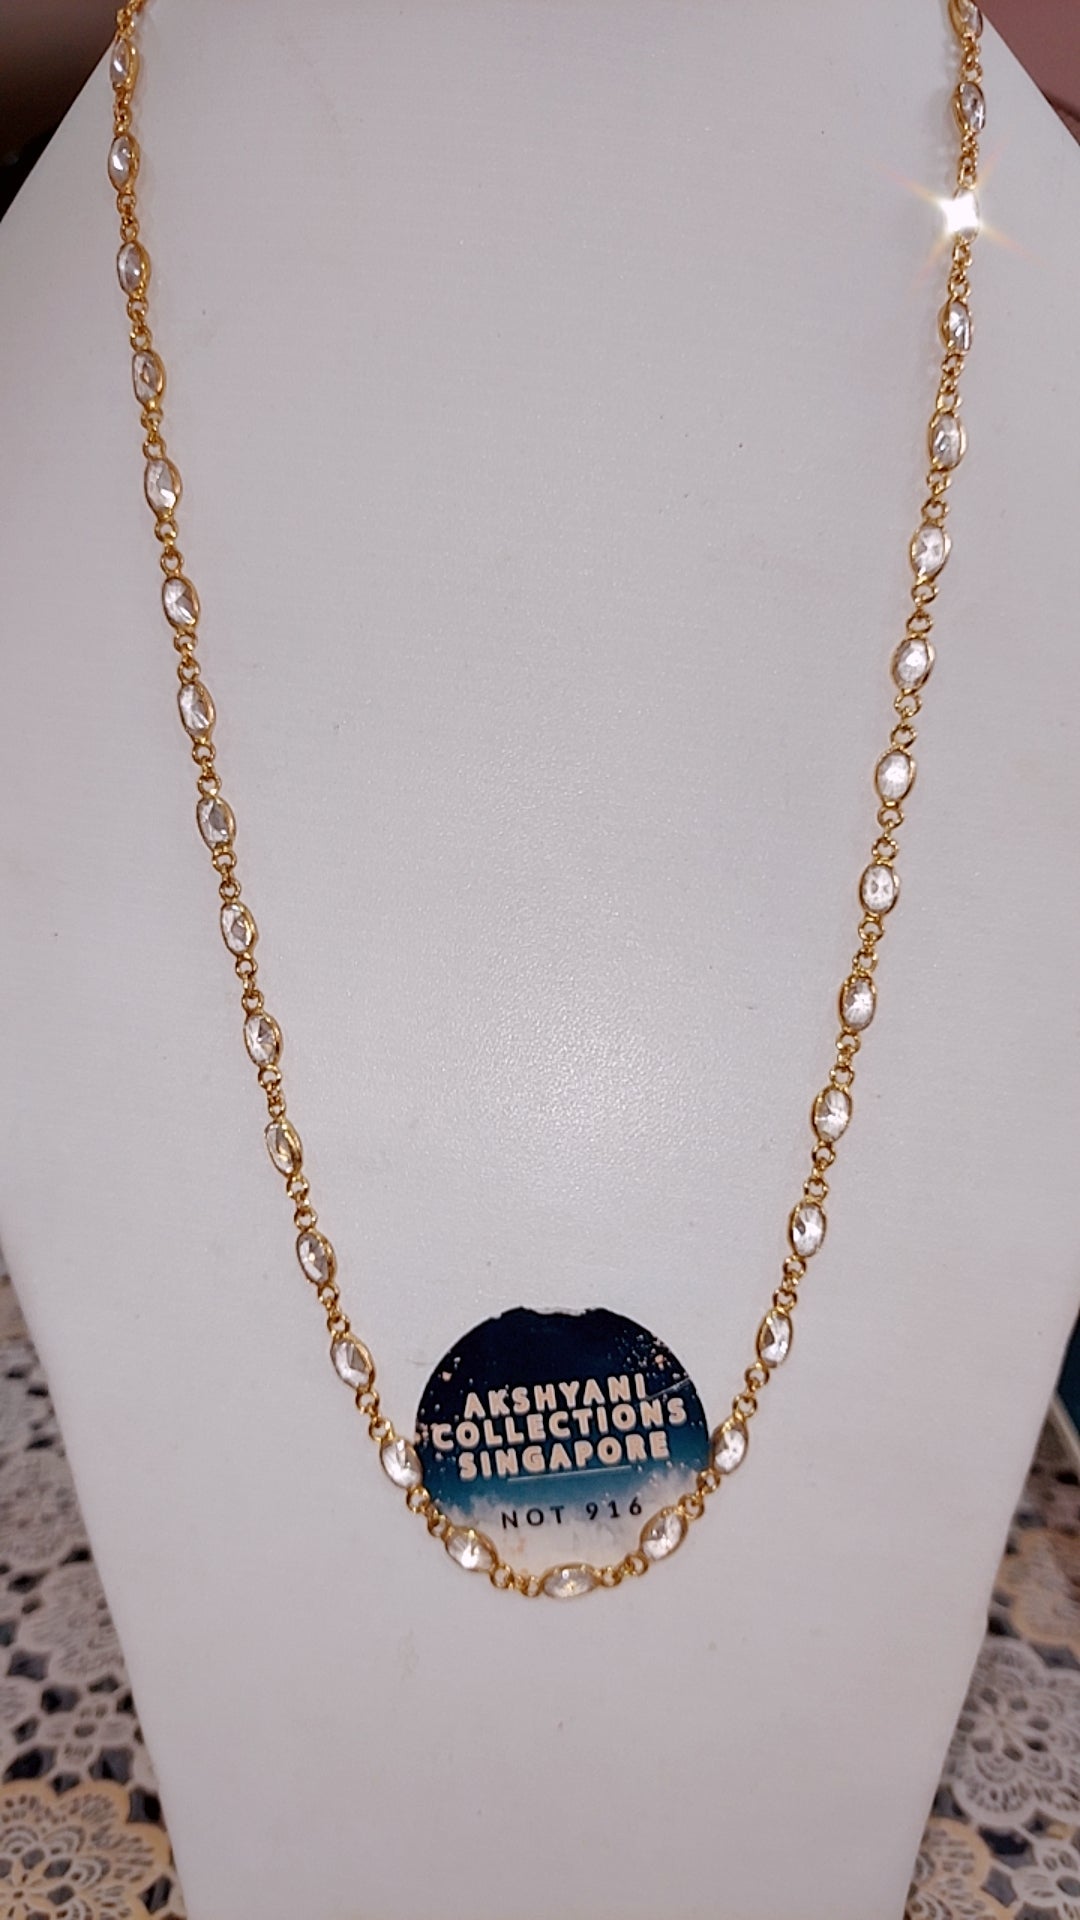 AKSHYANI
COLLECTIONS
SINGAPORE
NOT 916